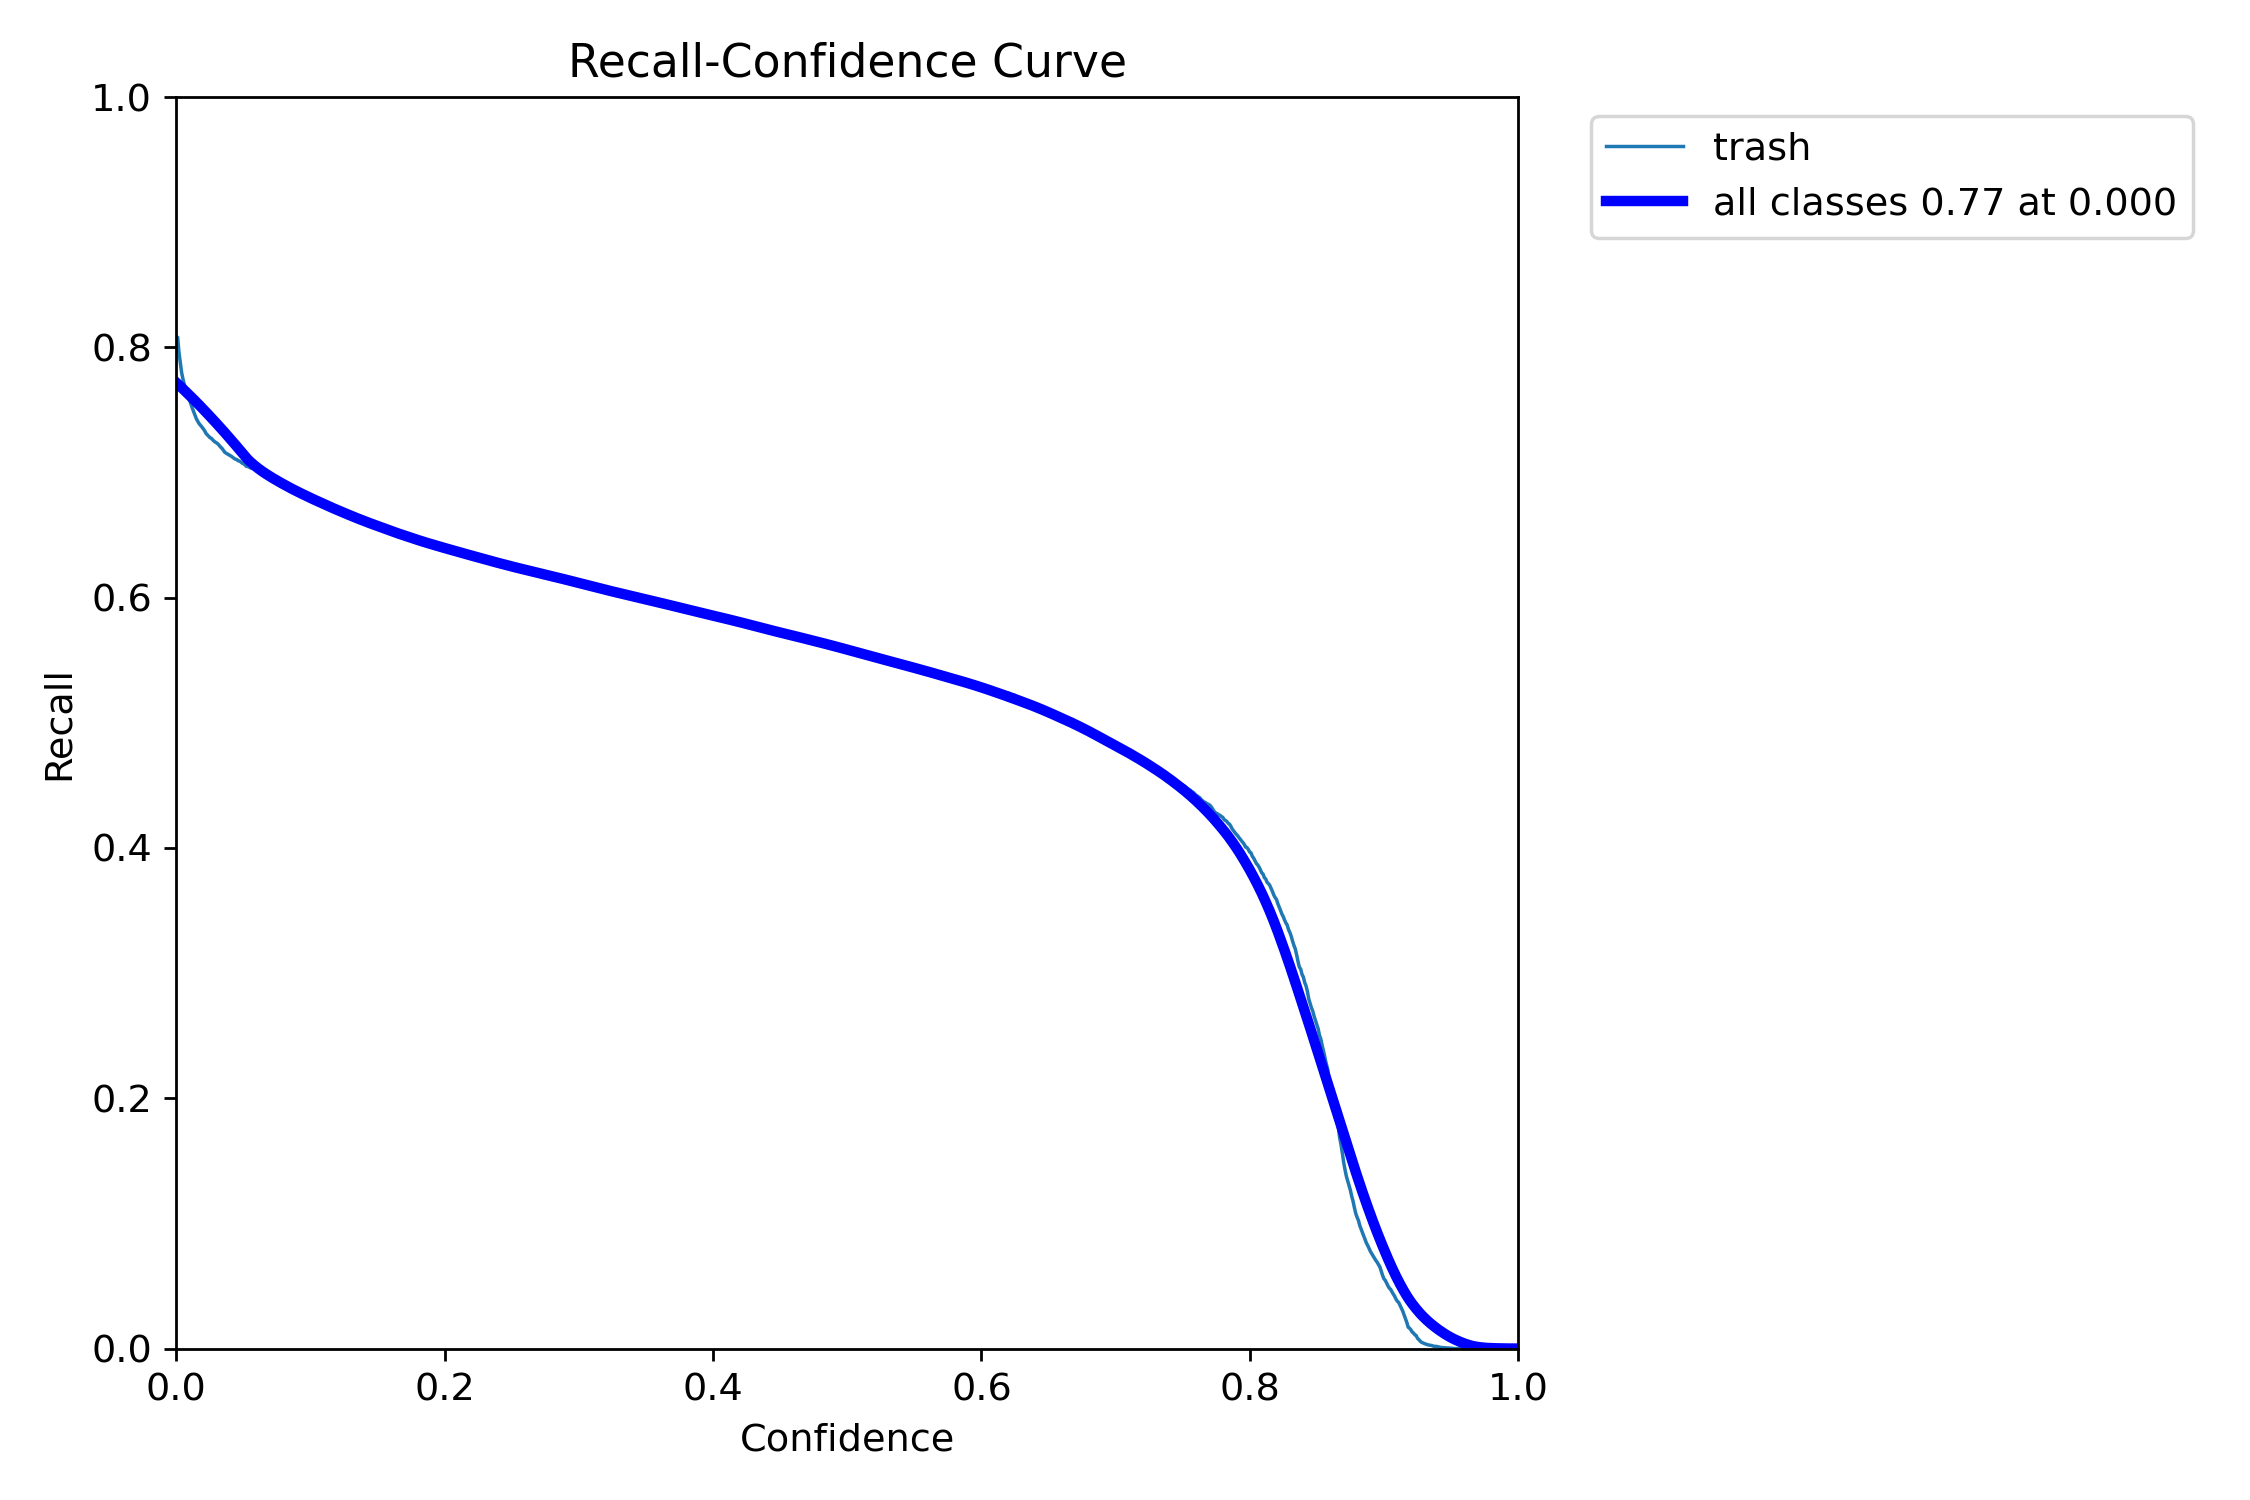 Recall-Confidence Curve
1.0
0.8
0.6
0.4
0.2
0.0
Recall
0.0 0.2 0.4 0.6 0.8 1.0
Confidence
trash
all classes 0.77 at 0.000